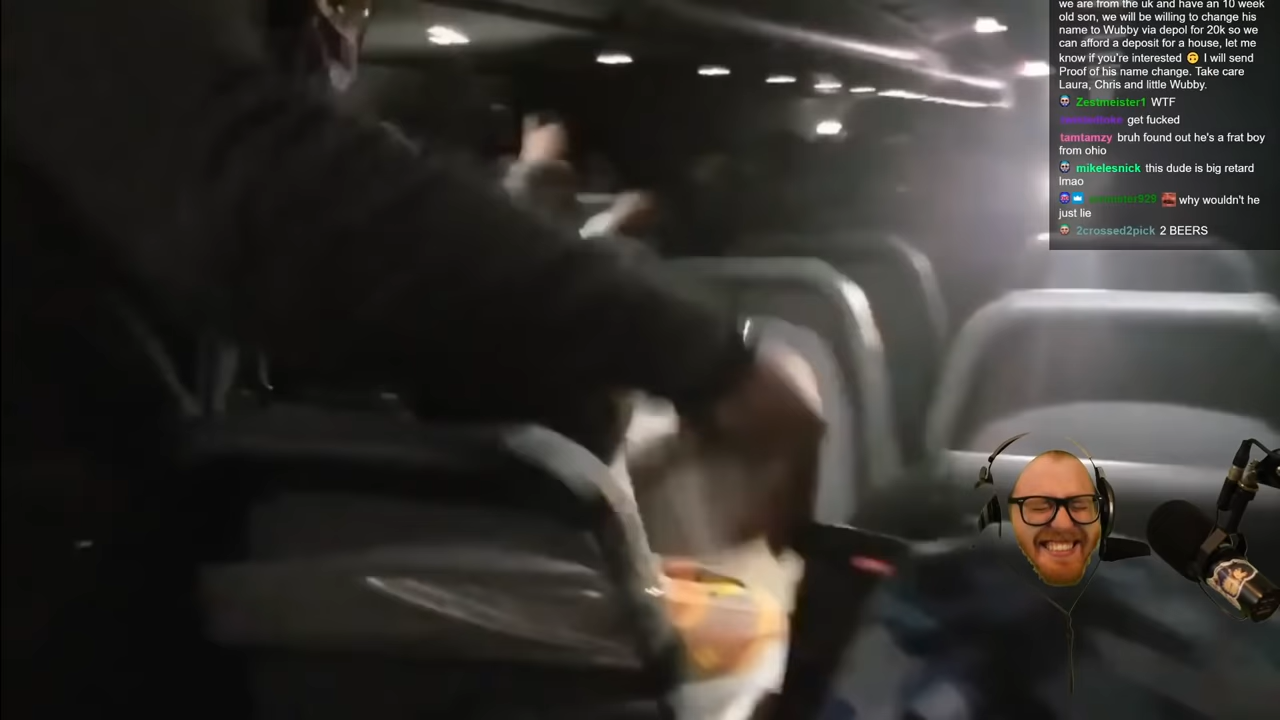 we are from the uk and have an 10 week
old son, we will be willing to change his
name to Wubby via depol for 20k so we
can afford a deposit for a house, let me
know if you're interested 🙃 I will send
Proof of his name change. Take care
Laura, Chris and little Wubby.
Zestmeister1 WTF
get fucked
tamtamzy bruh found out he's a frat boy
from ohio
mikelesnick this dude is big retard
lmao
why wouldn't he
just lie
2crossed2pick 2 BEERS